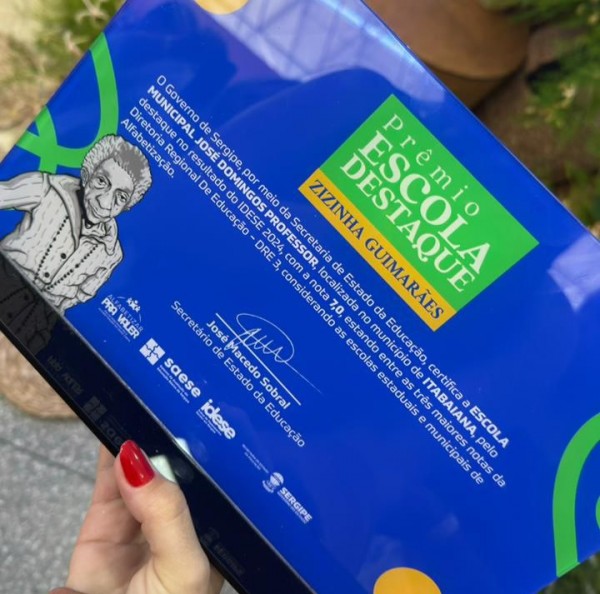 Prêmio
ESCOLA
DESTAQUE
ZIZINHA GUIMARÃES
O Governo de Sergipe, por meio da Secretaria de Estado da Educação, certifica a ESCOLA
MUNICIPAL JOSÉ DOMINGOS PROFESSOR, localizada no município de ITABAIANA, pelo
destaque no resultado do IDESE 2024, com a nota 7,0, estando entre as três maiores notas da
Diretoria Regional De Educação - DRE 3, considerando as escolas estaduais e municipais de
Alfabetização.
José Macedo Sobral
Secretário de Estado da Educação
ALFABETIZAR
PRA VALER
saese
idese
SERGIPE